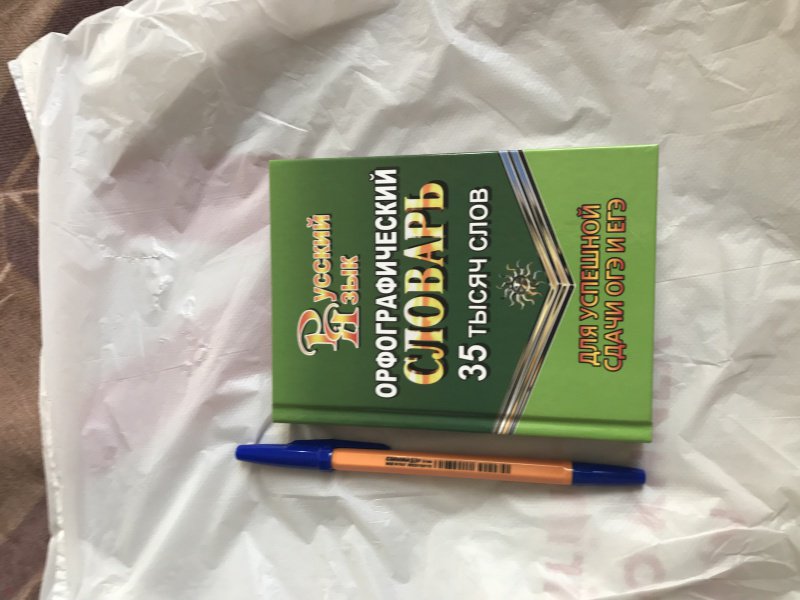 Русский
Язык
ОРФОГРАФИЧЕСКИЙ
СЛОВАРЬ
35 ТЫСЯЧ СЛОВ
ДЛЯ УСПЕШНОЙ
СДАЧИ ОГЭ И ЕГЭ